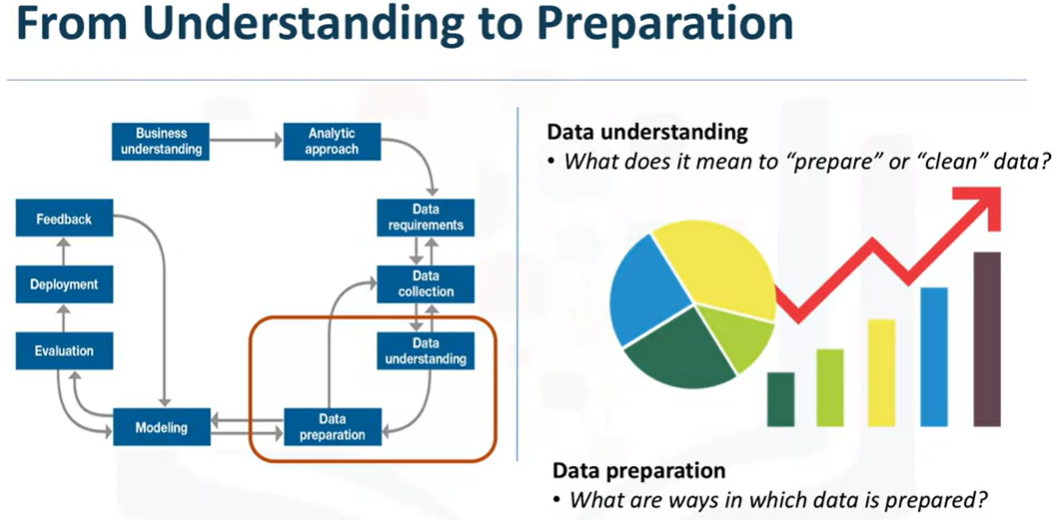 From Understanding to Preparation
Business
understanding
Analytic
approach
Data
requirements
Data
collection
Data
understanding
Data
preparation
Modeling
Evaluation
Deployment
Feedback
Data understanding
• What does it mean to “prepare” or “clean” data?
Data preparation
• What are ways in which data is prepared?